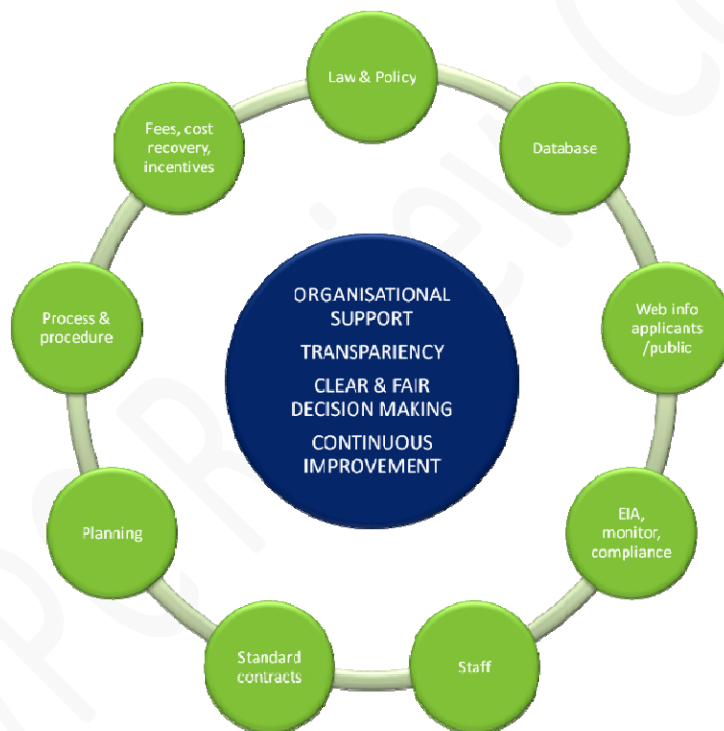 Law & Policy
Database
Web info
applicants
/public
EIA,
monitor,
compliance
Staff
Standard
contracts
Planning
Process &
procedure
Fees, cost
recovery,
incentives
ORGANISATIONAL
SUPPORT
TRANSPARIENCY
CLEAR & FAIR
DECISION MAKING
CONTINUOUS
IMPROVEMENT